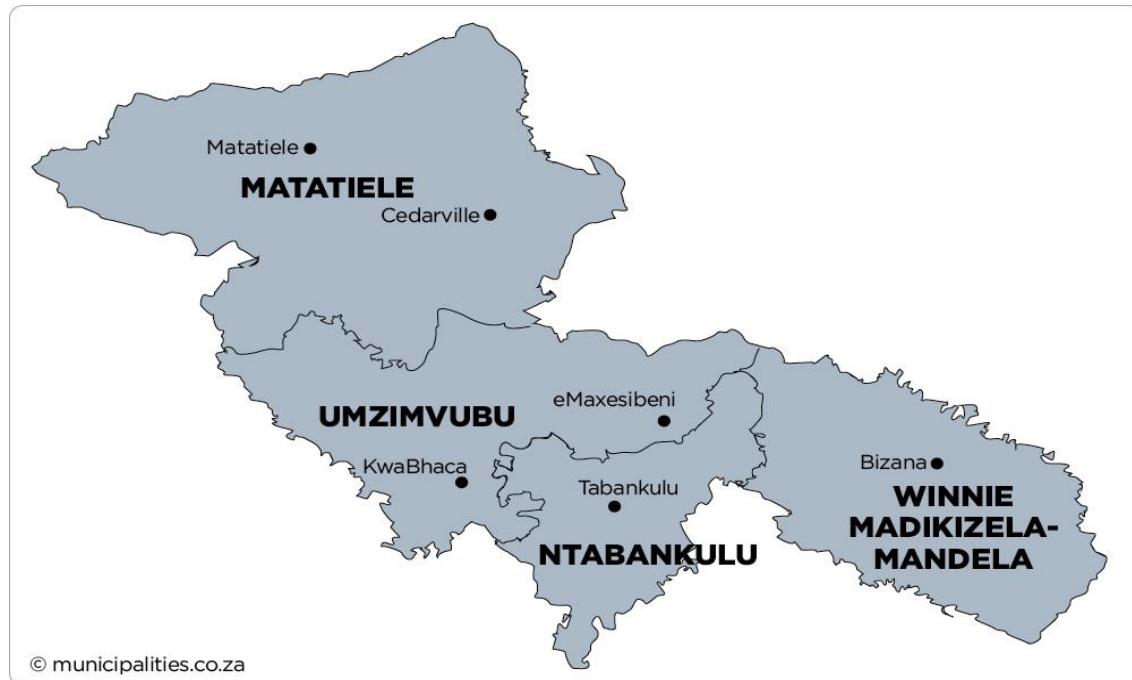 Matatiele
MATATIELE
Cedarville
eMaxesibeni
UMZIMVUBU
KwaBhaca
Bizana
Tabankulu
WINNIE
MADIKIZELA-
MANDELA
NTABANKULU
© municipalities.co.za